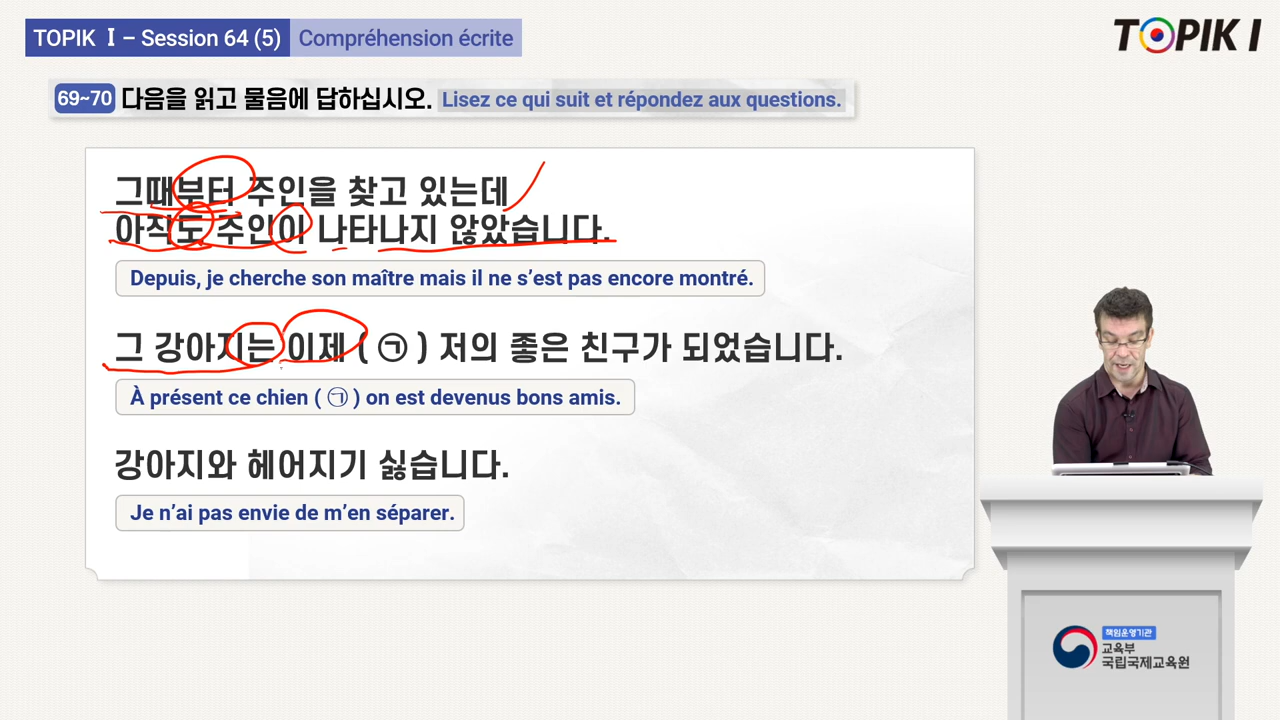 TOPIK Ⅰ – Session 64 (5) Compréhension écrite
TOPIK I
69~70 다음을 읽고 물음에 답하십시오. Lisez ce qui suit et répondez aux questions.
그때부터 주인을 찾고 있는데
아직도 주인이 나타나지 않았습니다.
Depuis, je cherche son maître mais il ne s’est pas encore montré.
그 강아지는 이제 ( ㉠ ) 저의 좋은 친구가 되었습니다.
À présent ce chien ( ㉠ ) on est devenus bons amis.
강아지와 헤어지기 싫습니다.
Je n’ai pas envie de m’en séparer.
책임운영기관
교육부
국립국제교육원